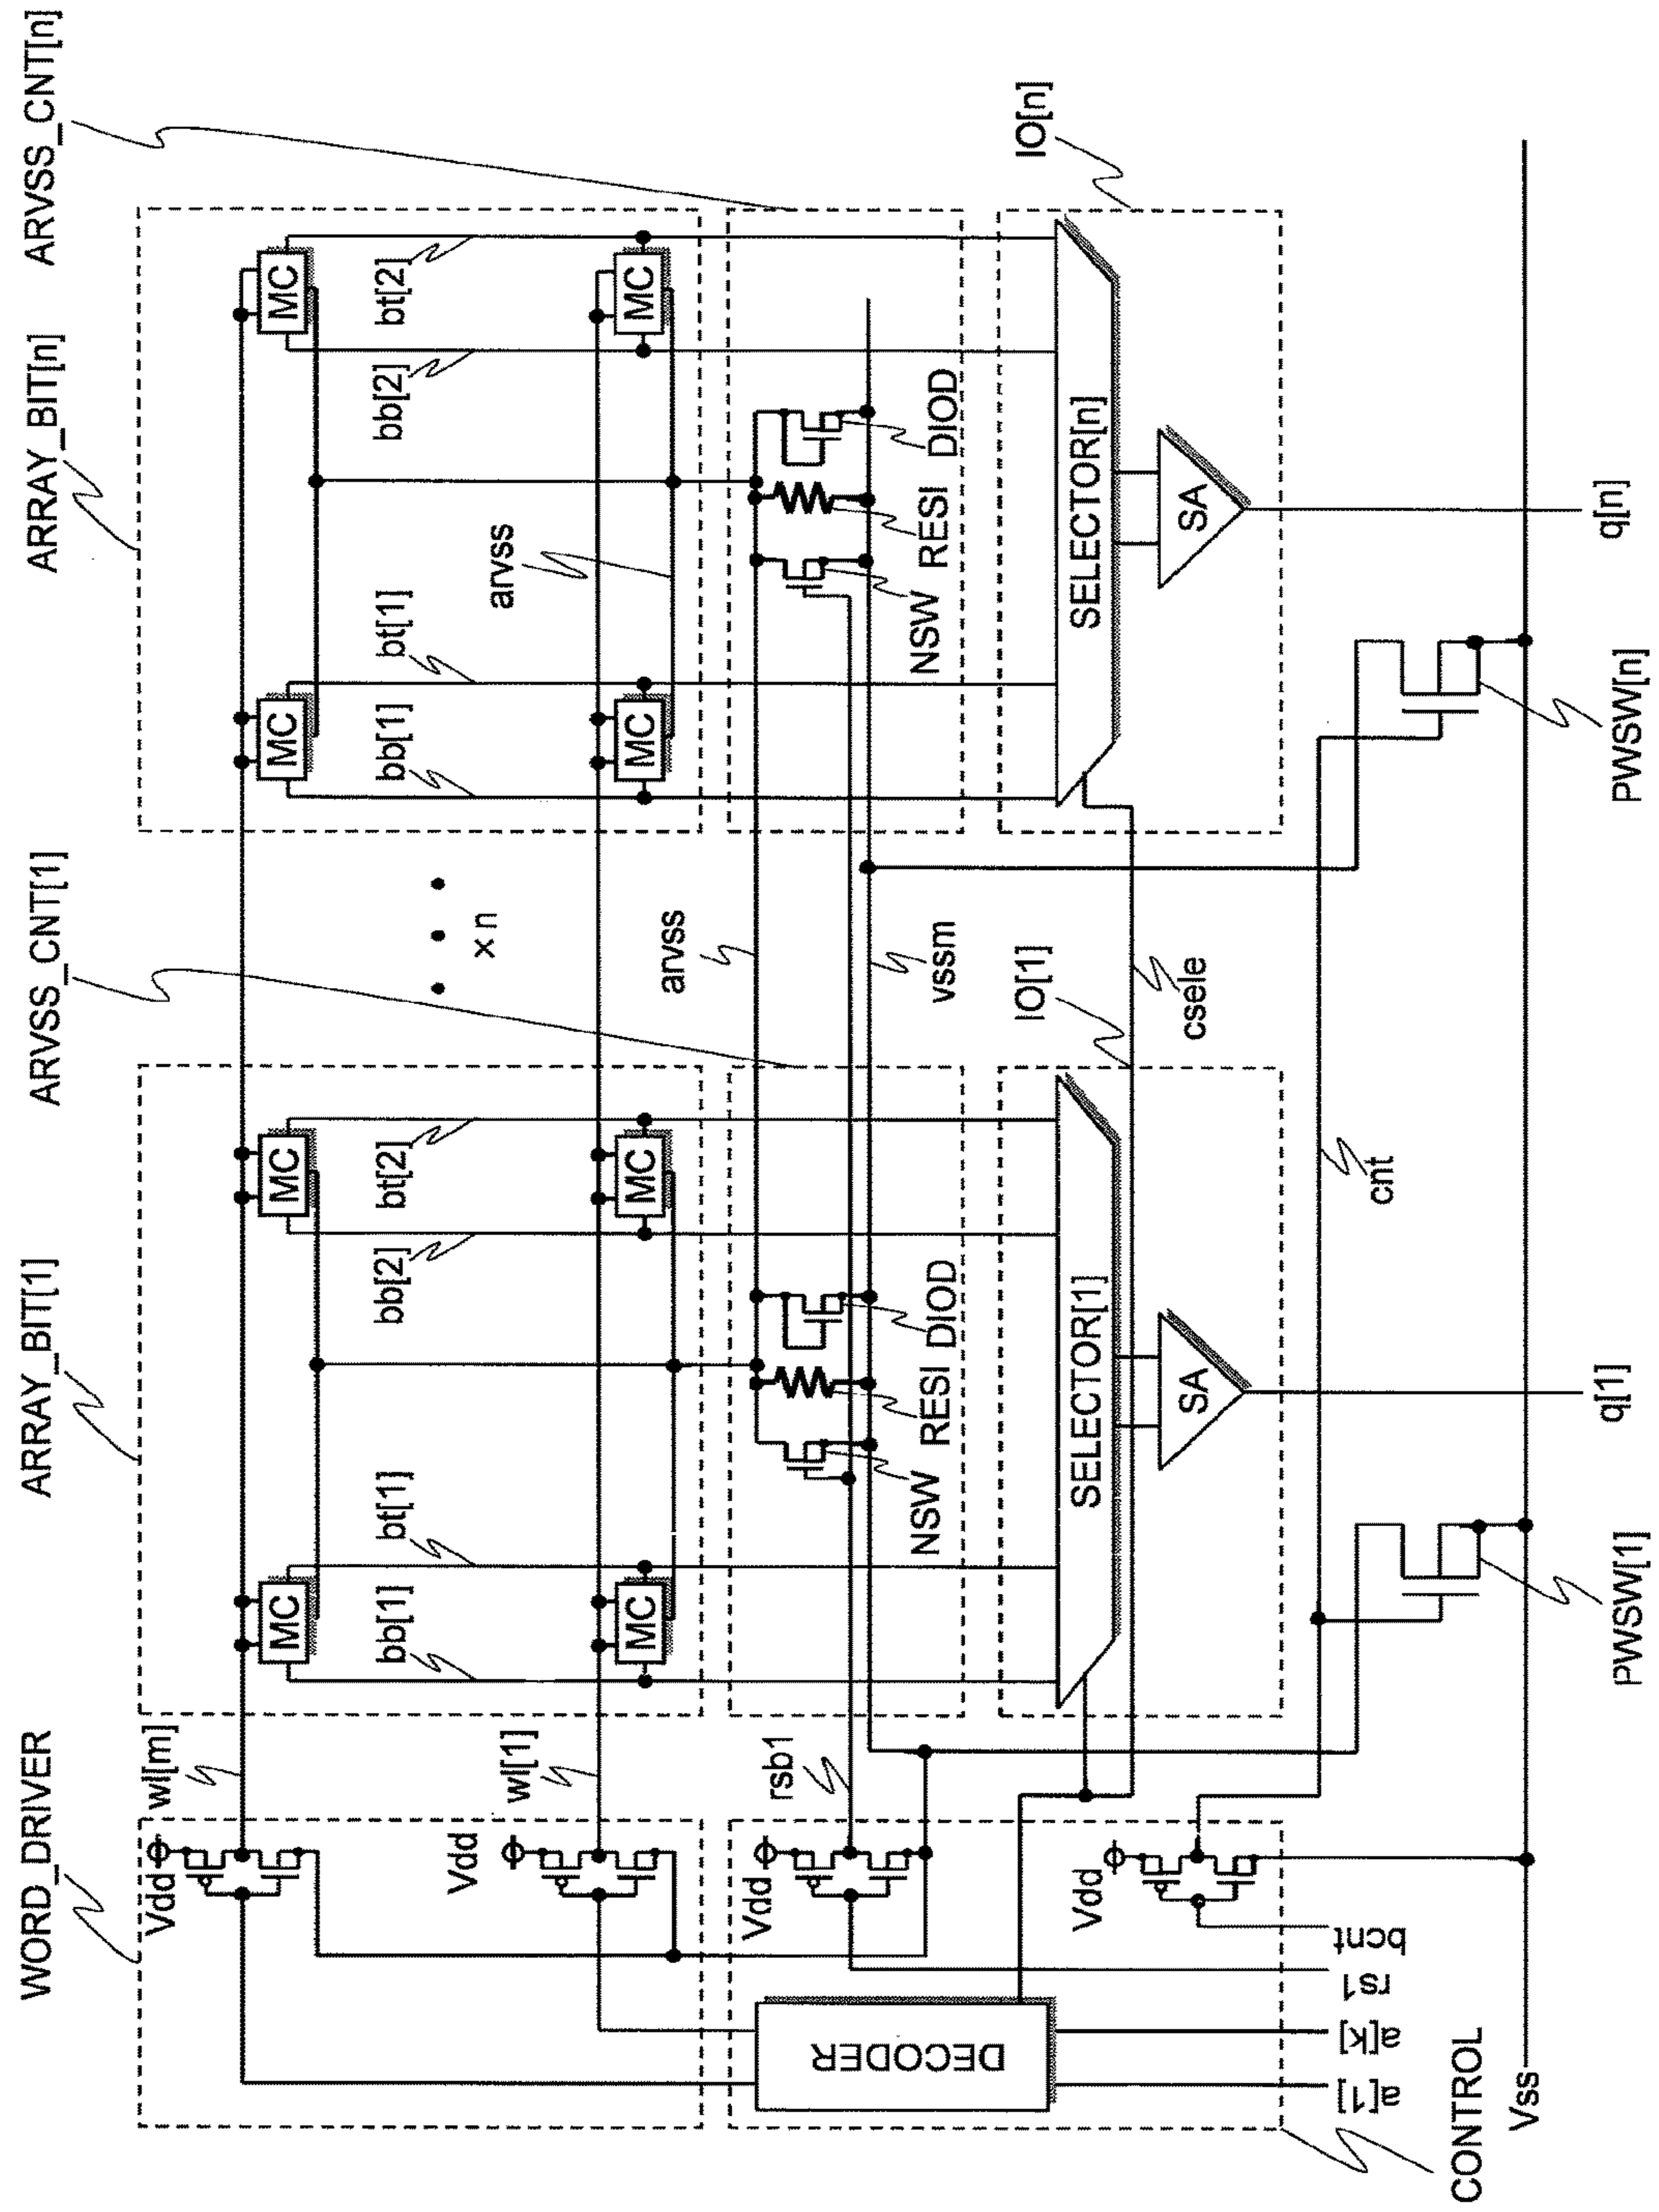 WORD_DRIVER
ARRAY_BIT[1]
ARVSS_CNT[1]
ARRAY_BIT[n]
ARVSS_CNT[n]
Vdd
wl[m]
MC
MC
MC
MC
bb[1]
bt[1]
bb[2]
bt[2]
× n
bb[1]
bt[1]
bb[2]
bt[2]
Vdd
wl[1]
arvss
MC
MC
MC
MC
arvss
Vdd
rsb1
NSW
RESI
DIOD
vssm
NSW
RESI
DIOD
IO[1]
IO[n]
DECODER
Vdd
SELECTOR[1]
SELECTOR[n]
csele
SA
SA
a[1]
a[k]
rs1
bcnt
cnt
CONTROL
Vss
PWSW[1]
q[1]
PWSW[n]
q[n]